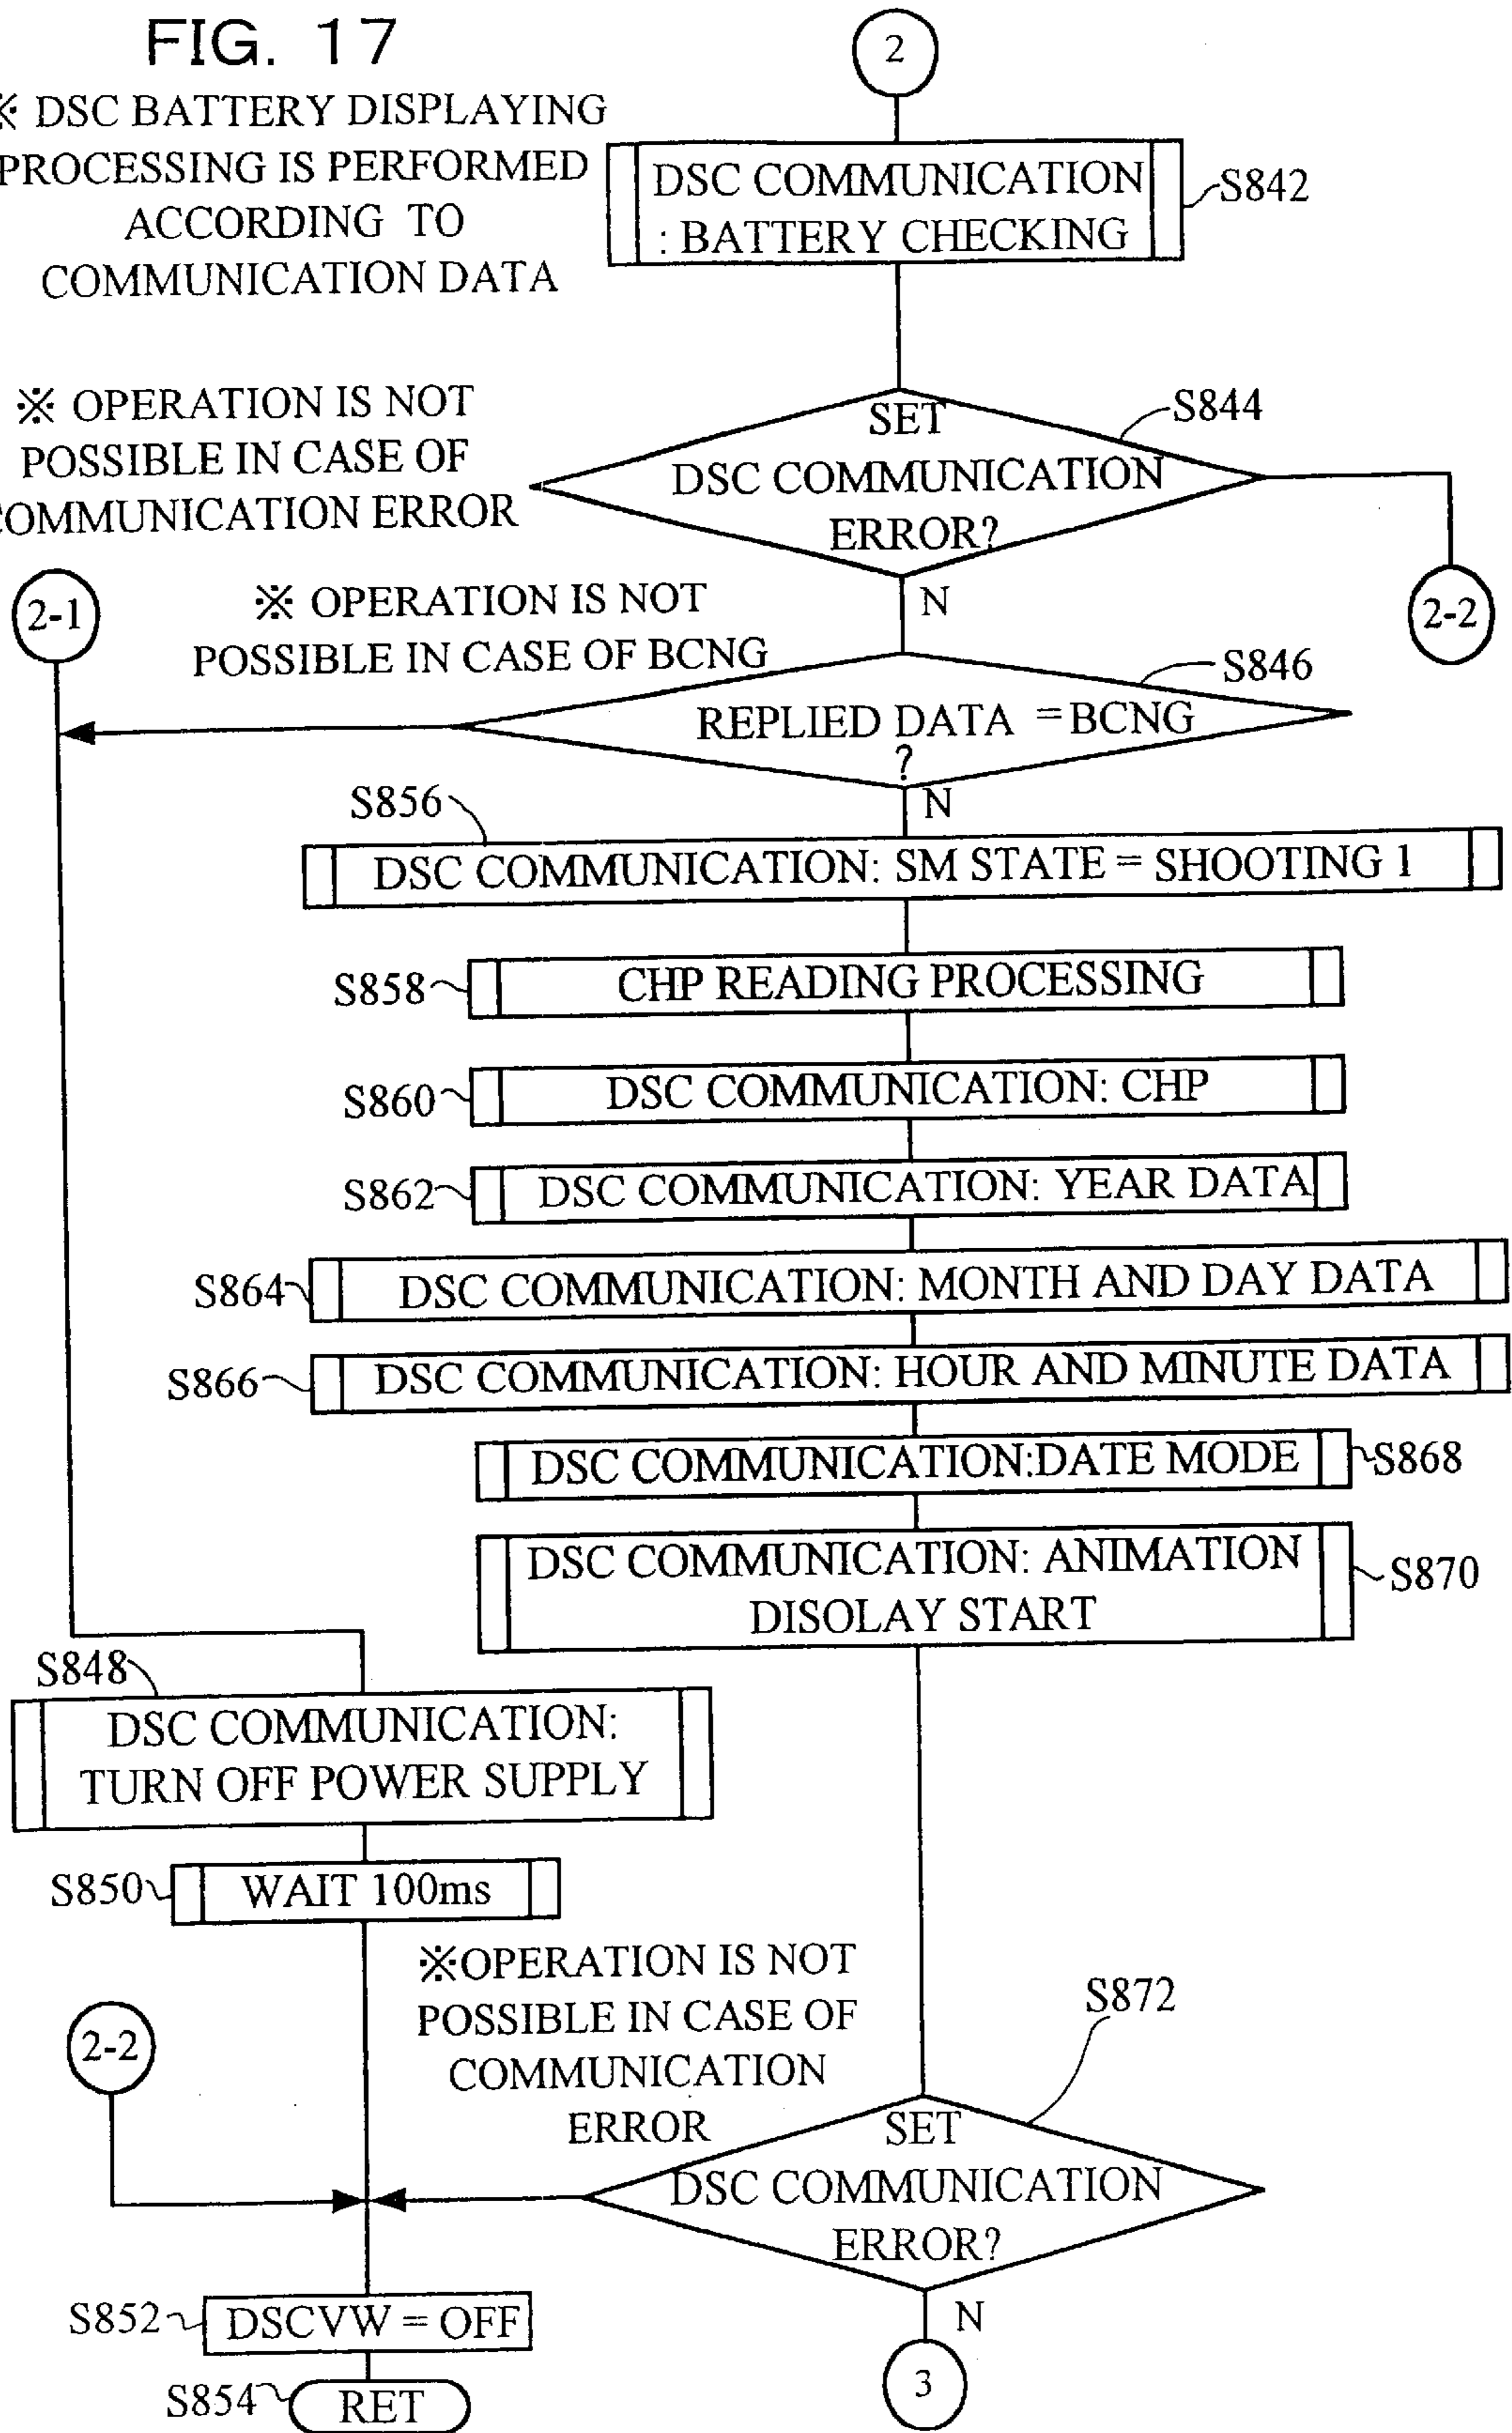 FIG. 17
※ DSC BATTERY DISPLAYING
PROCESSING IS PERFORMED
ACCORDING TO
COMMUNICATION DATA
2
DSC COMMUNICATION
: BATTERY CHECKING
S842
※ OPERATION IS NOT
POSSIBLE IN CASE OF
COMMUNICATION ERROR
SET
DSC COMMUNICATION
ERROR?
S844
N
2-2
2-1
※ OPERATION IS NOT
POSSIBLE IN CASE OF BCNG
S846
REPLIED DATA = BCNG
?
N
S856
DSC COMMUNICATION: SM STATE = SHOOTING 1
S858
CHP READING PROCESSING
S860
DSC COMMUNICATION: CHP
S862
DSC COMMUNICATION: YEAR DATA
S864
DSC COMMUNICATION: MONTH AND DAY DATA
S866
DSC COMMUNICATION: HOUR AND MINUTE DATA
DSC COMMUNICATION:DATE MODE
S868
DSC COMMUNICATION: ANIMATION
DISOLAY START
S870
S848
DSC COMMUNICATION:
TURN OFF POWER SUPPLY
S850
WAIT 100ms
※OPERATION IS NOT
POSSIBLE IN CASE OF
COMMUNICATION
ERROR
S872
2-2
SET
DSC COMMUNICATION
ERROR?
N
3
S852
DSCVW = OFF
S854
RET